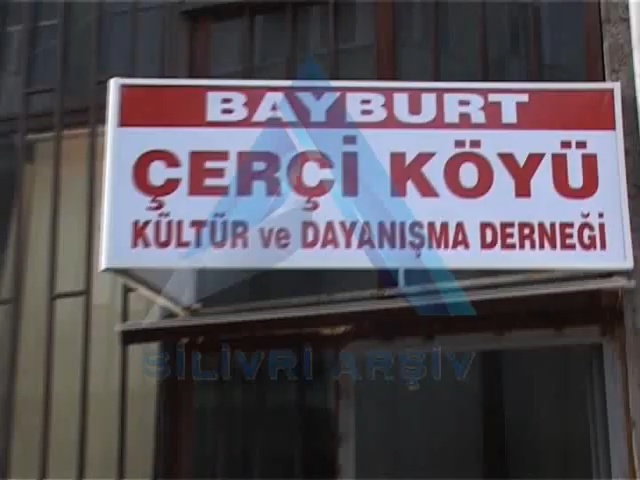 BAYBURT
ÇERÇİ KÖYÜ
KÜLTÜR ve DAYANIŞMA DERNEĞİ
SİLİVRİ ARŞİV